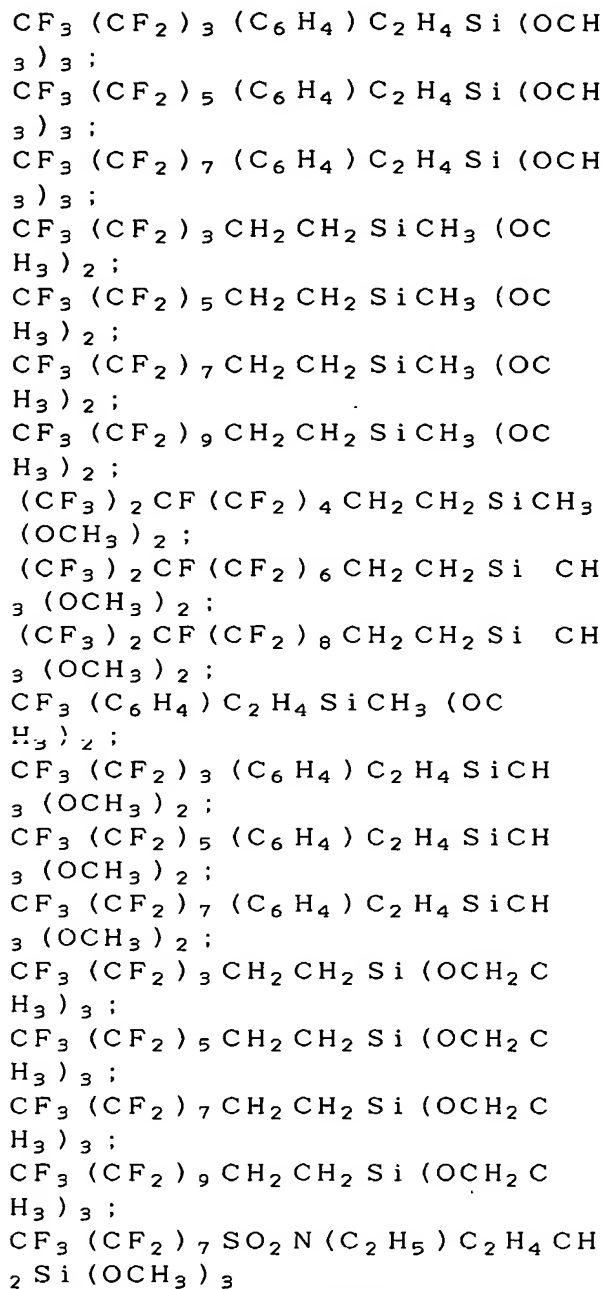 CF₃(CF₂)₃(C₆H₄)C₂H₄Si(OCH
₃)₃;
CF₃(CF₂)₅(C₆H₄)C₂H₄Si(OCH
₃)₃;
CF₃(CF₂)₇(C₆H₄)C₂H₄Si(OCH
₃)₃;
CF₃(CF₂)₃CH₂CH₂SiCH₃(OC
H₃)₂;
CF₃(CF₂)₅CH₂CH₂SiCH₃(OC
H₃)₂;
CF₃(CF₂)₇CH₂CH₂SiCH₃(OC
H₃)₂;
CF₃(CF₂)₉CH₂CH₂SiCH₃(OC
H₃)₂;
(CF₃)₂CF(CF₂)₄CH₂CH₂SiCH₃
(OCH₃)₂;
(CF₃)₂CF(CF₂)₆CH₂CH₂Si CH
₃(OCH₃)₂;
(CF₃)₂CF(CF₂)₈CH₂CH₂Si CH
₃(OCH₃)₂;
CF₃(C₆H₄)C₂H₄SiCH₃(OC
H₃)₂;
CF₃(CF₂)₃(C₆H₄)C₂H₄SiCH
₃(OCH₃)₂;
CF₃(CF₂)₅(C₆H₄)C₂H₄SiCH
₃(OCH₃)₂;
CF₃(CF₂)₇(C₆H₄)C₂H₄SiCH
₃(OCH₃)₂;
CF₃(CF₂)₃CH₂CH₂Si(OCH₂C
H₃)₃;
CF₃(CF₂)₅CH₂CH₂Si(OCH₂C
H₃)₃;
CF₃(CF₂)₇CH₂CH₂Si(OCH₂C
H₃)₃;
CF₃(CF₂)₉CH₂CH₂Si(OCH₂C
H₃)₃;
CF₃(CF₂)₇SO₂N(C₂H₅)C₂H₄CH
₂Si(OCH₃)₃